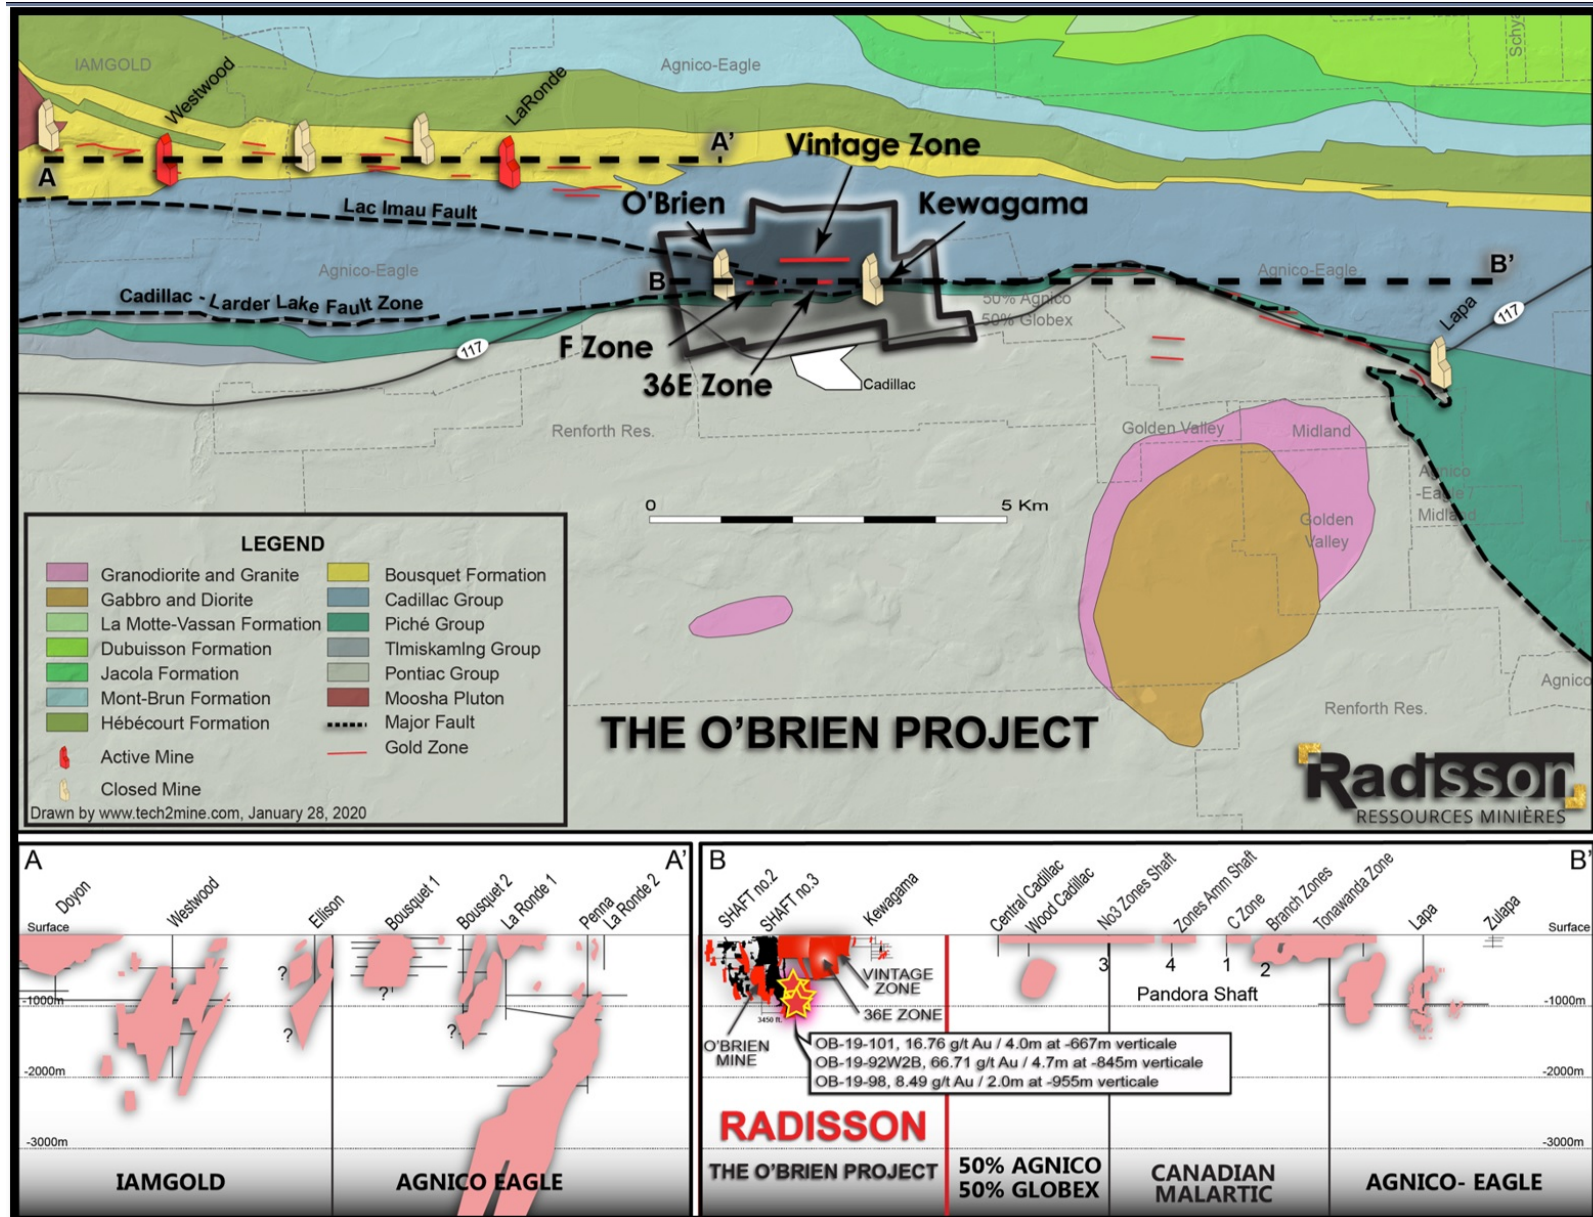 IAMGOLD
Westwood
LaRonde
Agnico-Eagle
A
A'
Vintage Zone
O'Brien
Kewagama
Lac Imau Fault
Agnico-Eagle
B
Agnico-Eagle
B'
Cadillac - Larder Lake Fault Zone
50% Agnico
50% Globex
Lapa
117
117
F Zone
36E Zone
Cadillac
Renforth Res.
Golden Valley
Midland
Agnico
-Eagle /
Midland
Golden
Valley
0
5 Km
LEGEND
Granodiorite and Granite
Gabbro and Diorite
La Motte-Vassan Formation
Dubuisson Formation
Jacola Formation
Mont-Brun Formation
Hébécourt Formation
Active Mine
Closed Mine
Bousquet Formation
Cadillac Group
Piché Group
TImiskamIng Group
Pontiac Group
Moosha Pluton
Major Fault
Gold Zone
Drawn by www.tech2mine.com, January 28, 2020
THE O'BRIEN PROJECT
Agnico
Renforth Res.
Radisson
RESSOURCES MINIÈRES
A
A'
Doyon
Westwood
Ellison
Bousquet 1
Bousquet 2
La Ronde 1
Penna
La Ronde 2
Surface
?
?
?
?
-1000m
-2000m
-3000m
IAMGOLD
AGNICO EAGLE
B
B'
SHAFT no.2
SHAFT no.3
Kewagama
Central Cadillac
Wood Cadillac
No3 Zones Shaft
Zones Amm Shaft
C Zone
Branch Zones
Tonawanda Zone
Lapa
Zulapa
Surface
3
4
1
2
Pandora Shaft
VINTAGE
ZONE
36E ZONE
3450 ft.
O'BRIEN
MINE
-1000m
-2000m
-3000m
OB-19-101, 16.76 g/t Au / 4.0m at -667m verticale
OB-19-92W2B, 66.71 g/t Au / 4.7m at -845m verticale
OB-19-98, 8.49 g/t Au / 2.0m at -955m verticale
RADISSON
THE O'BRIEN PROJECT
50% AGNICO
50% GLOBEX
CANADIAN
MALARTIC
AGNICO- EAGLE